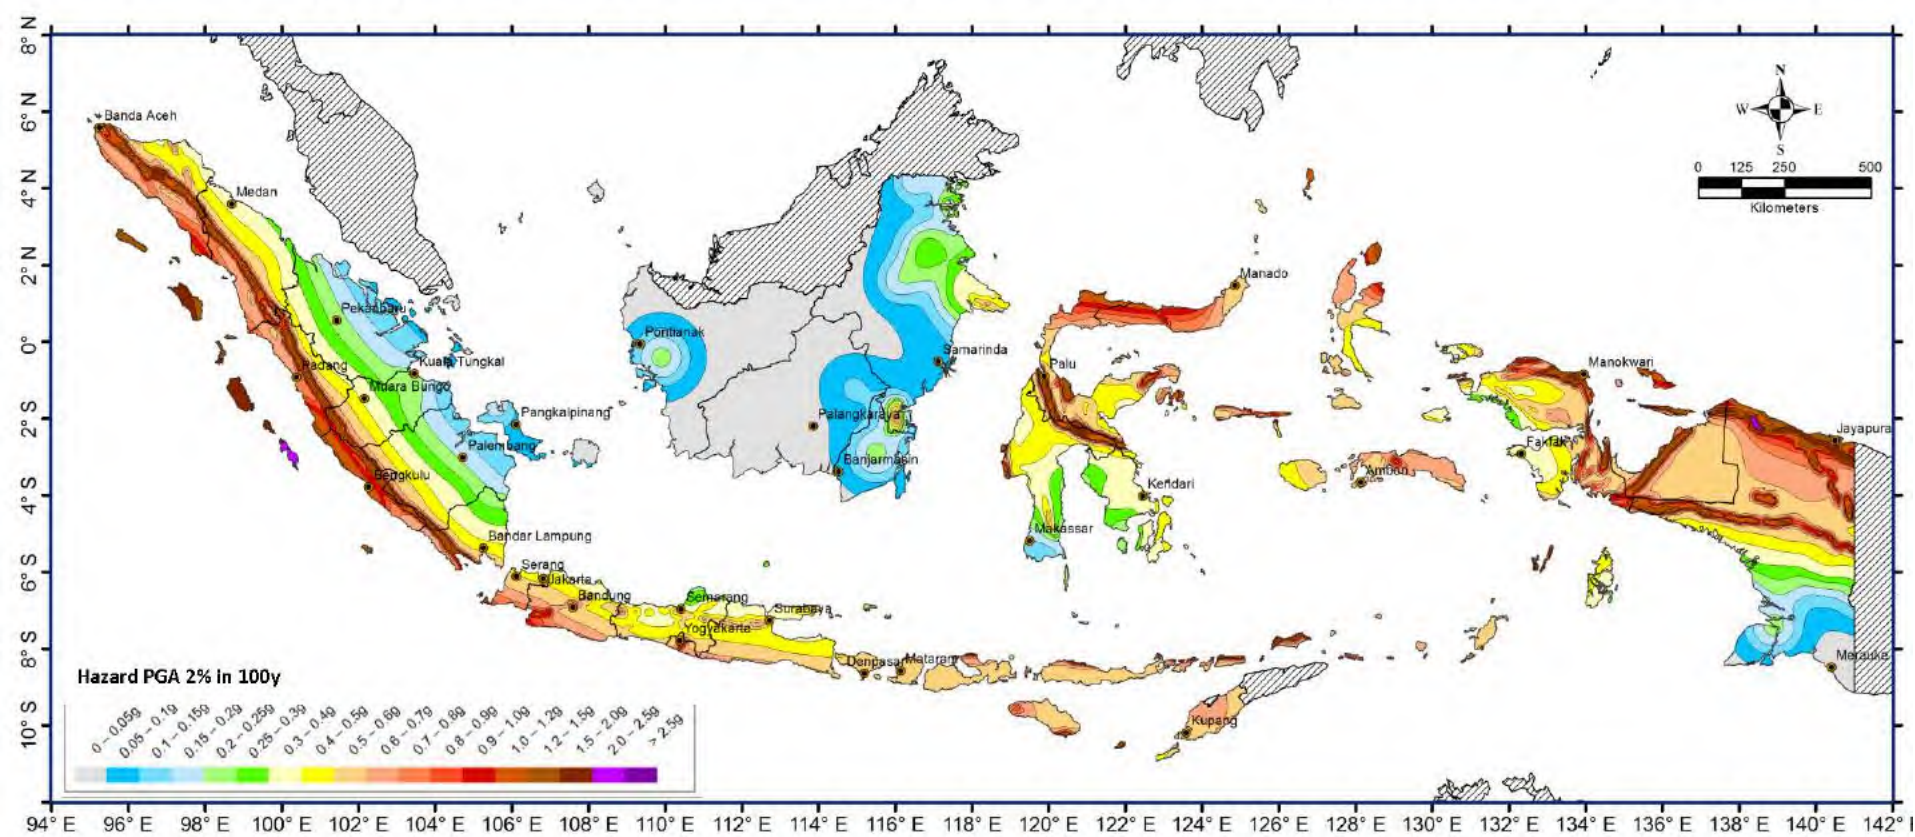 8° N
6° N
4° N
2° N
0°
2° S
4° S
6° S
8° S
10° S
N
W
E
S
0 125 250 500
Kilometers
Banda Aceh
Medan
Pekanbaru
Padang
Kuala Tungkal
Muara Bungo
Pangkalpinang
Palembang
Bengkulu
Bandar Lampung
Serang
Jakarta
Bandung
Semarang
Yogyakarta
Surabaya
Denpasar
Mataram
Kupang
Pontianak
Palangkaraya
Banjarmasin
Samarinda
Manado
Palu
Kendari
Makassar
Ambon
Fakfak
Manokwari
Jayapura
Merauke
Hazard PGA 2% in 100y
0 – 0.05g
0.05 – 0.1g
0.1 – 0.15g
0.15 – 0.2g
0.2 – 0.25g
0.25 – 0.3g
0.3 – 0.4g
0.4 – 0.5g
0.5 – 0.6g
0.6 – 0.7g
0.7 – 0.8g
0.8 – 0.9g
0.9 – 1.0g
1.0 – 1.2g
1.2 – 1.5g
1.5 – 2.0g
2.0 – 2.5g
> 2.5g
94° E 96° E 98° E 100° E 102° E 104° E 106° E 108° E 110° E 112° E 114° E 116° E 118° E 120° E 122° E 124° E 126° E 128° E 130° E 132° E 134° E 136° E 138° E 140° E 142° E